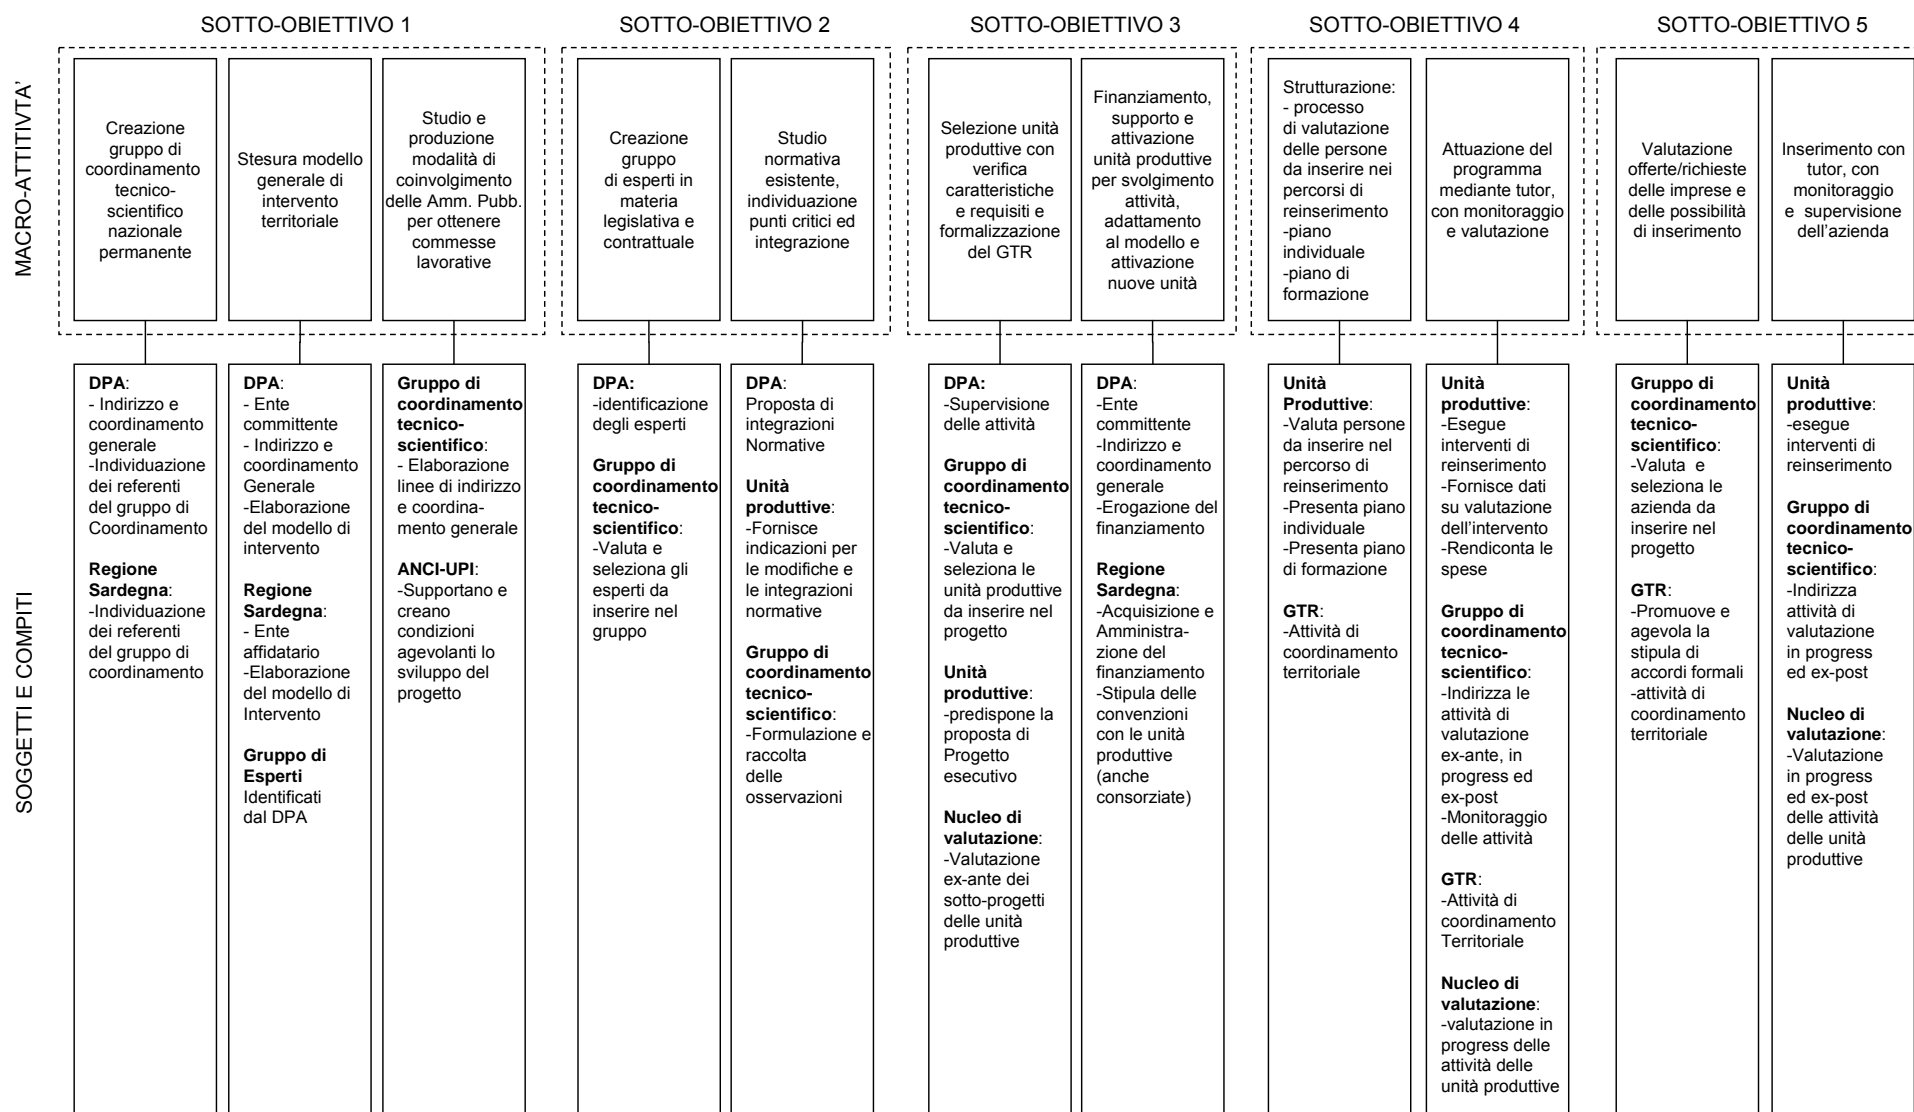 SOTTO-OBIETTIVO 1
SOTTO-OBIETTIVO 2
SOTTO-OBIETTIVO 3
SOTTO-OBIETTIVO 4
SOTTO-OBIETTIVO 5
MACRO-ATTITIVTA’
Creazione
gruppo di
coordinamento
tecnico-
scientifico
nazionale
permanente
Stesura modello
generale di
intervento
territoriale
Studio e
produzione
modalità di
coinvolgimento
delle Amm. Pubb.
per ottenere
commesse
lavorative
Creazione
gruppo
di esperti in
materia
legislativa e
contrattuale
Studio
normativa
esistente,
individuazione
punti critici ed
integrazione
Selezione unità
produttive con
verifica
caratteristiche
e requisiti e
formalizzazione
del GTR
Finanziamento,
supporto e
attivazione
unità produttive
per svolgimento
attività,
adattamento
al modello e
attivazione
nuove unità
Strutturazione:
- processo
di valutazione
delle persone
da inserire nei
percorsi di
reinserimento
-piano
individuale
-piano di
formazione
Attuazione del
programma
mediante tutor,
con monitoraggio
e valutazione
Valutazione
offerte/richieste
delle imprese e
delle possibilità
di inserimento
Inserimento con
tutor, con
monitoraggio
e supervisione
dell’azienda
SOGGETTI E COMPITI
DPA:
- Indirizzo e
coordinamento
generale
-Individuazione
dei referenti
del gruppo di
Coordinamento
Regione
Sardegna:
-Individuazione
dei referenti
del gruppo di
coordinamento
DPA:
- Ente
committente
- Indirizzo e
coordinamento
Generale
-Elaborazione
del modello di
intervento
Regione
Sardegna:
- Ente
affidatario
-Elaborazione
del modello di
Intervento
Gruppo di
Esperti
Identificati
dal DPA
Gruppo di
coordinamento
tecnico-
scientifico:
- Elaborazione
linee di indirizzo
e coordina-
mento generale
ANCI-UPI:
-Supportano e
creano
condizioni
agevolanti lo
sviluppo del
progetto
DPA:
-identificazione
degli esperti
Gruppo di
coordinamento
tecnico-
scientifico:
-Valuta e
seleziona gli
esperti da
inserire nel
gruppo
DPA:
Proposta di
integrazioni
Normative
Unità
produttive:
-Fornisce
indicazioni per
le modifiche e
le integrazioni
normative
Gruppo di
coordinamento
tecnico-
scientifico:
-Formulazione e
raccolta
delle
osservazioni
DPA:
-Supervisione
delle attività
Gruppo di
coordinamento
tecnico-
scientifico:
-Valuta e
seleziona le
unità produttive
da inserire nel
progetto
Unità
produttive:
-predispone la
proposta di
Progetto
esecutivo
Nucleo di
valutazione:
-Valutazione
ex-ante dei
sotto-progetti
delle unità
produttive
DPA:
-Ente
committente
-Indirizzo e
coordinamento
generale
-Erogazione del
finanziamento
Regione
Sardegna:
-Acquisizione e
Amministra-
zione del
finanziamento
-Stipula delle
convenzioni
con le unità
produttive
(anche
consorziate)
Unità
Produttive:
-Valuta persone
da inserire nel
percorso di
reinserimento
-Presenta piano
individuale
-Presenta piano
di formazione
GTR:
-Attività di
coordinamento
territoriale
Unità
produttive:
-Esegue
interventi di
reinserimento
-Fornisce dati
su valutazione
dell’intervento
-Rendiconta le
spese
Gruppo di
coordinamento
tecnico-
scientifico:
-Indirizza le
attività di
valutazione
ex-ante, in
progress ed
ex-post
-Monitoraggio
delle attività
GTR:
-Attività di
coordinamento
Territoriale
Nucleo di
valutazione:
-valutazione in
progress delle
attività delle
unità produttive
Gruppo di
coordinamento
tecnico-
scientifico:
-Valuta e
seleziona le
azienda da
inserire nel
progetto
GTR:
-Promuove e
agevola la
stipula di
accordi formali
-attività di
coordinamento
territoriale
Unità
produttive:
-esegue
interventi di
reinserimento
Gruppo di
coordinamento
tecnico-
scientifico:
-Indirizza
attività di
valutazione
in progress
ed ex-post
Nucleo di
valutazione:
-Valutazione
in progress
ed ex-post
delle attività
delle unità
produttive